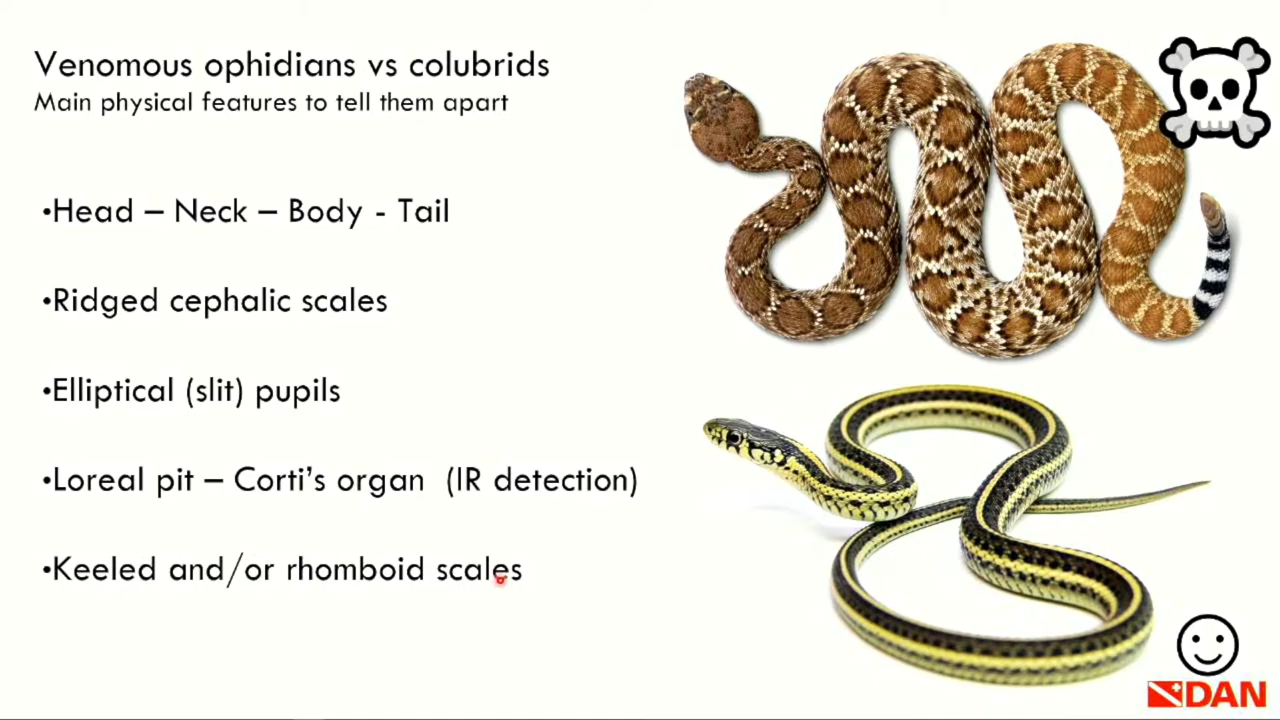 Venomous ophidians vs colubrids
Main physical features to tell them apart
•Head – Neck – Body - Tail
•Ridged cephalic scales
•Elliptical (slit) pupils
•Loreal pit – Corti's organ (IR detection)
•Keeled and/or rhomboid scales
DAN